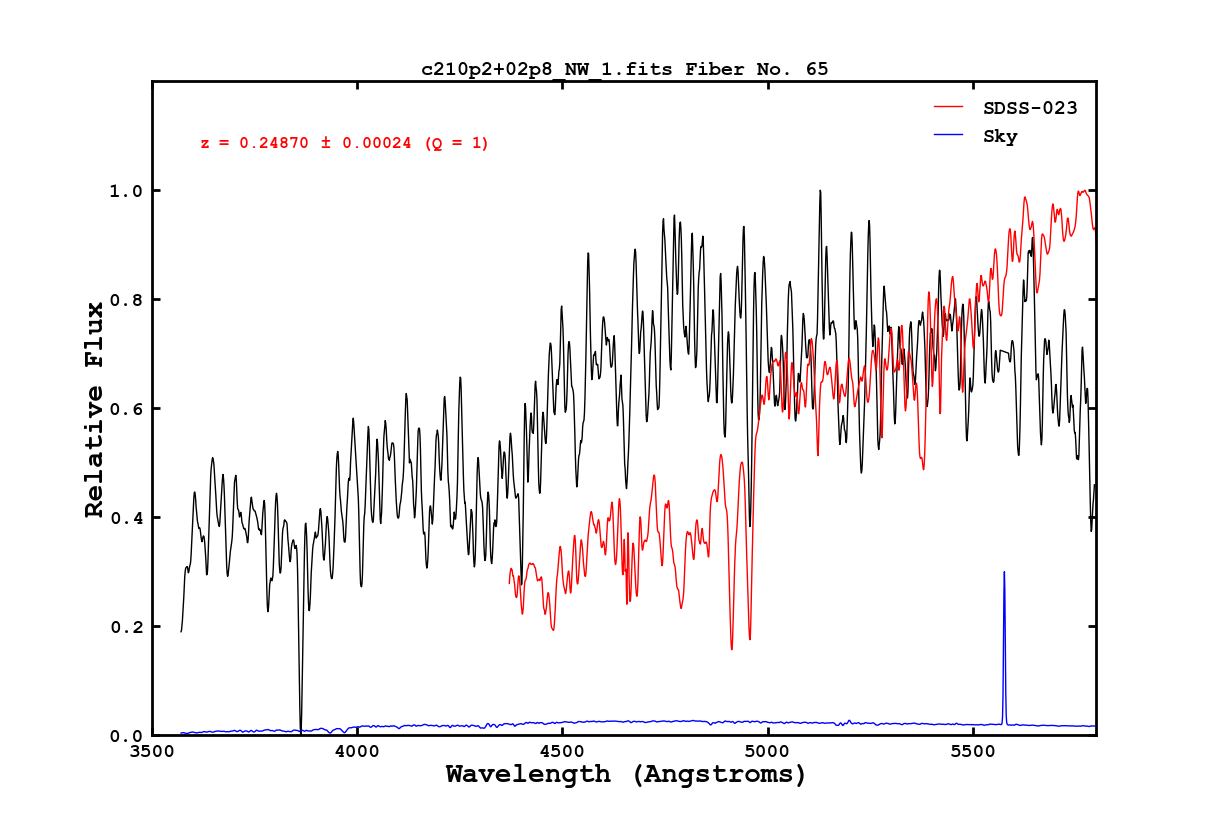 c210p2+02p8_NW_1.fits Fiber No. 65
SDSS-023
Sky
z = 0.24870 ± 0.00024 (Q = 1)
1.0
0.8
0.6
0.4
0.2
0.0
Relative Flux
3500 4000 4500 5000 5500
Wavelength (Angstroms)